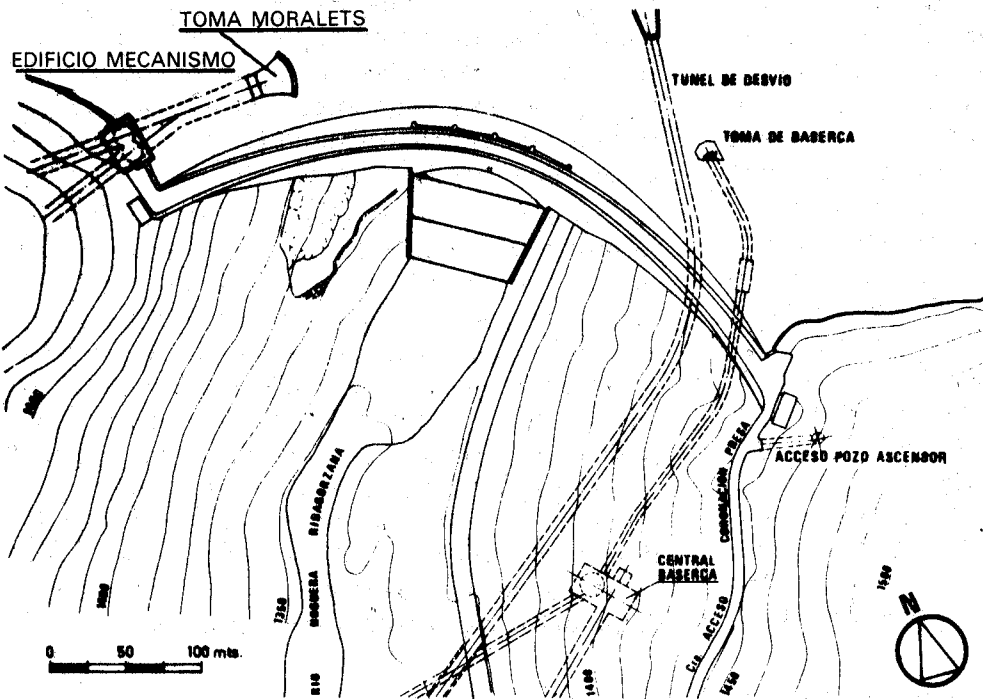 TOMA MORALETS
EDIFICIO MECANISMO
TUNEL DE DESVIO
TOMA DE BASERCA
ACCESO POZO ASCENSOR
CORONACION PRESA
Cta. ACCESO
CENTRAL
BASERCA
RIO NOGUERA RIBAGORZANA
1350
1400
1450
1500
N
0 50 100 mts.